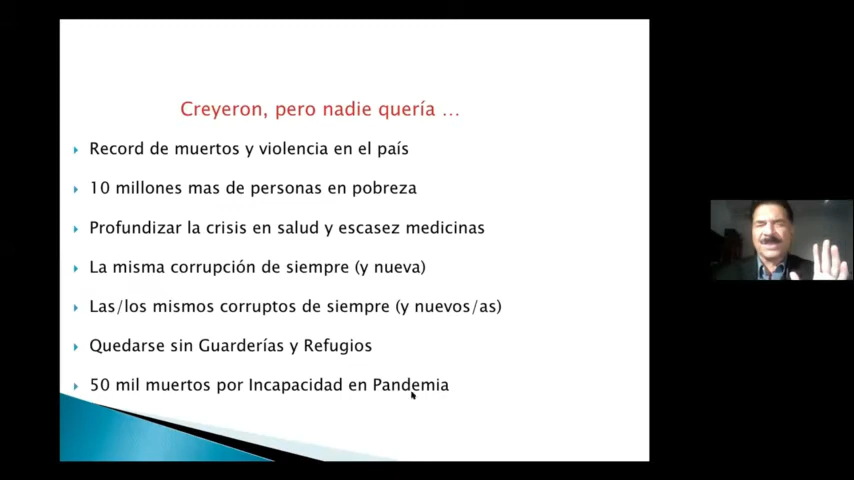 Creyeron, pero nadie quería ...
Record de muertos y violencia en el país
10 millones mas de personas en pobreza
Profundizar la crisis en salud y escasez medicinas
La misma corrupción de siempre (y nueva)
Las/los mismos corruptos de siempre (y nuevos/as)
Quedarse sin Guarderías y Refugios
50 mil muertos por Incapacidad en Pandemia